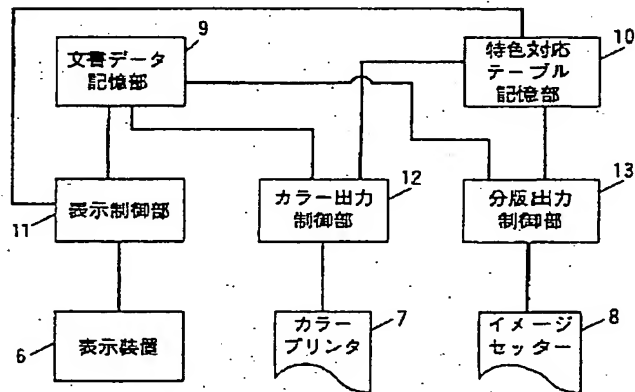 9
文書データ
記憶部
特色対応
テーブル
記憶部
10
11
表示制御部
12
カラー出力
制御部
13
分版出力
制御部
6
表示装置
7
カラー
プリンタ
8
イメージ
セッター